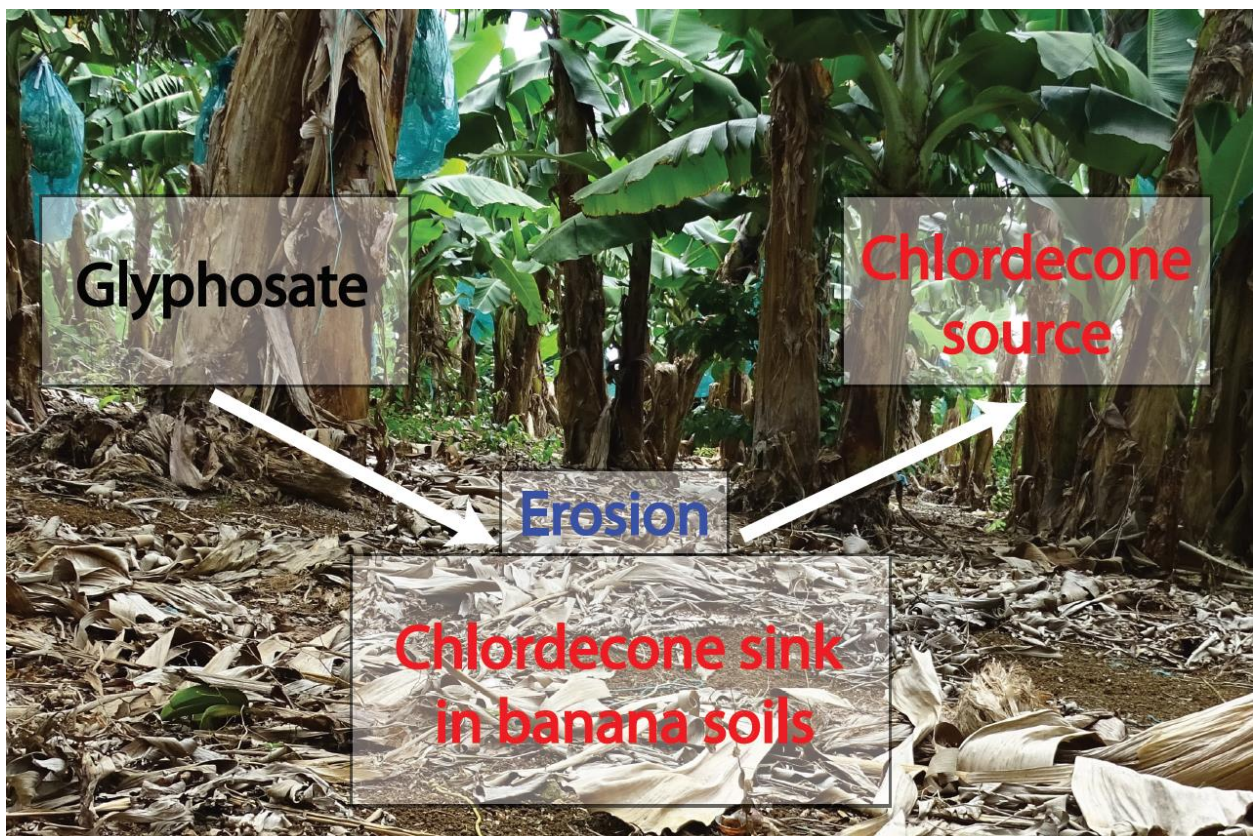 Glyphosate
Chlordecone
source
Erosion
Chlordecone sink
in banana soils